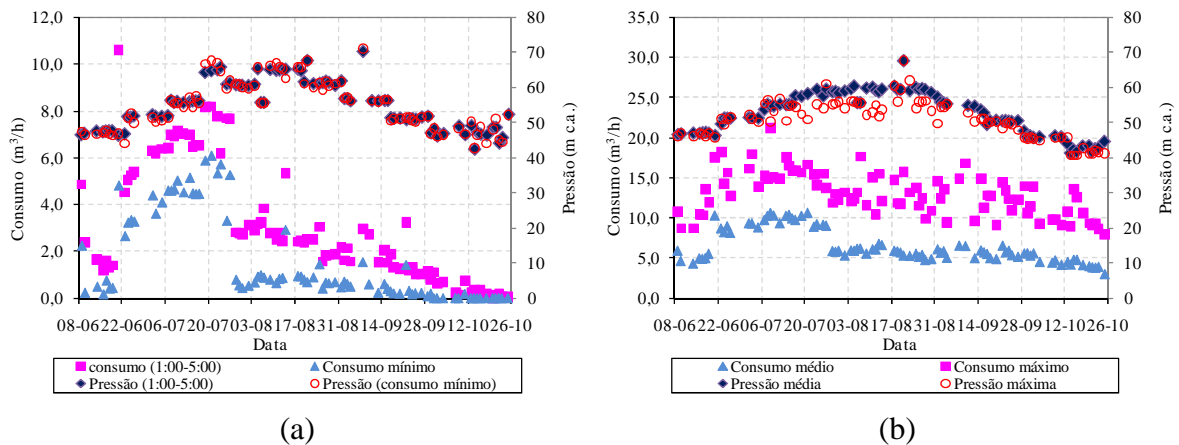 12,0
10,0
8,0
6,0
4,0
2,0
0,0
Consumo (m³/h)
80
70
60
50
40
30
20
10
0
Pressão (m c.a.)
08-06 22-06 06-07 20-07 03-08 17-08 31-08 14-09 28-09 12-10 26-10
Data
consumo (1:00-5:00) Consumo mínimo
Pressão (1:00-5:00) Pressão (consumo mínimo)
(a)
35,0
30,0
25,0
20,0
15,0
10,0
5,0
0,0
Consumo (m³/h)
80
70
60
50
40
30
20
10
0
Pressão (m c.a.)
08-06 22-06 06-07 20-07 03-08 17-08 31-08 14-09 28-09 12-10 26-10
Data
Consumo médio Consumo máximo
Pressão média Pressão máxima
(b)